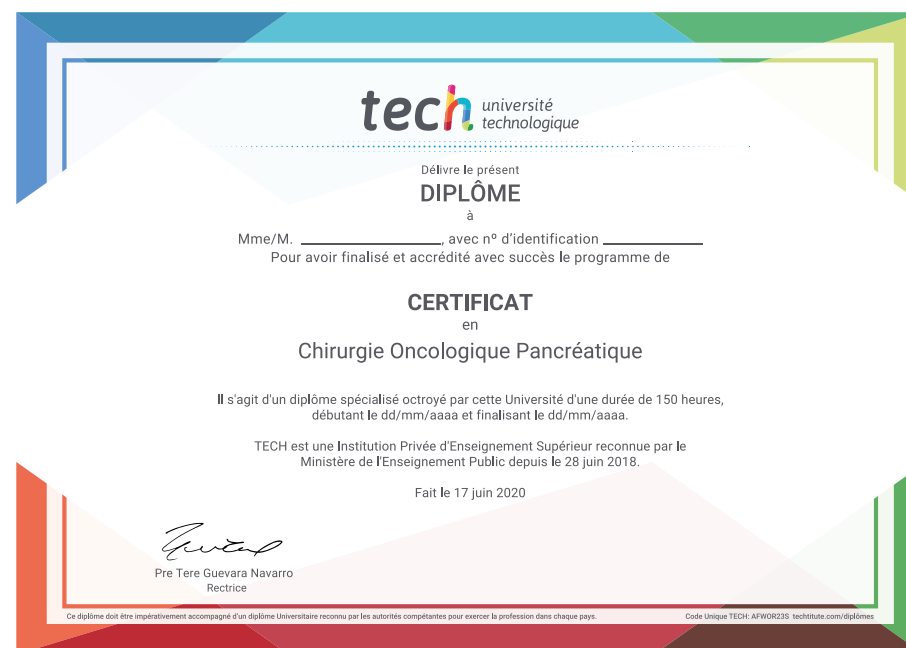 tech université
technologique
Délivre le présent
DIPLÔME
à
Mme/M. ____________________, avec nº d'identification ______________
Pour avoir finalisé et accrédité avec succès le programme de
CERTIFICAT
en
Chirurgie Oncologique Pancréatique
Il s'agit d'un diplôme spécialisé octroyé par cette Université d'une durée de 150 heures,
débutant le dd/mm/aaaa et finalisant le dd/mm/aaaa.
TECH est une Institution Privée d'Enseignement Supérieur reconnue par le
Ministère de l'Enseignement Public depuis le 28 juin 2018.
Fait le 17 juin 2020
Pre Tere Guevara Navarro
Rectrice
Ce diplôme doit être impérativement accompagné d'un diplôme Universitaire reconnu par les autorités compétantes pour exercer la profession dans chaque pays.
Code Unique TECH: AFWOR23S techtitute.com/diplômes